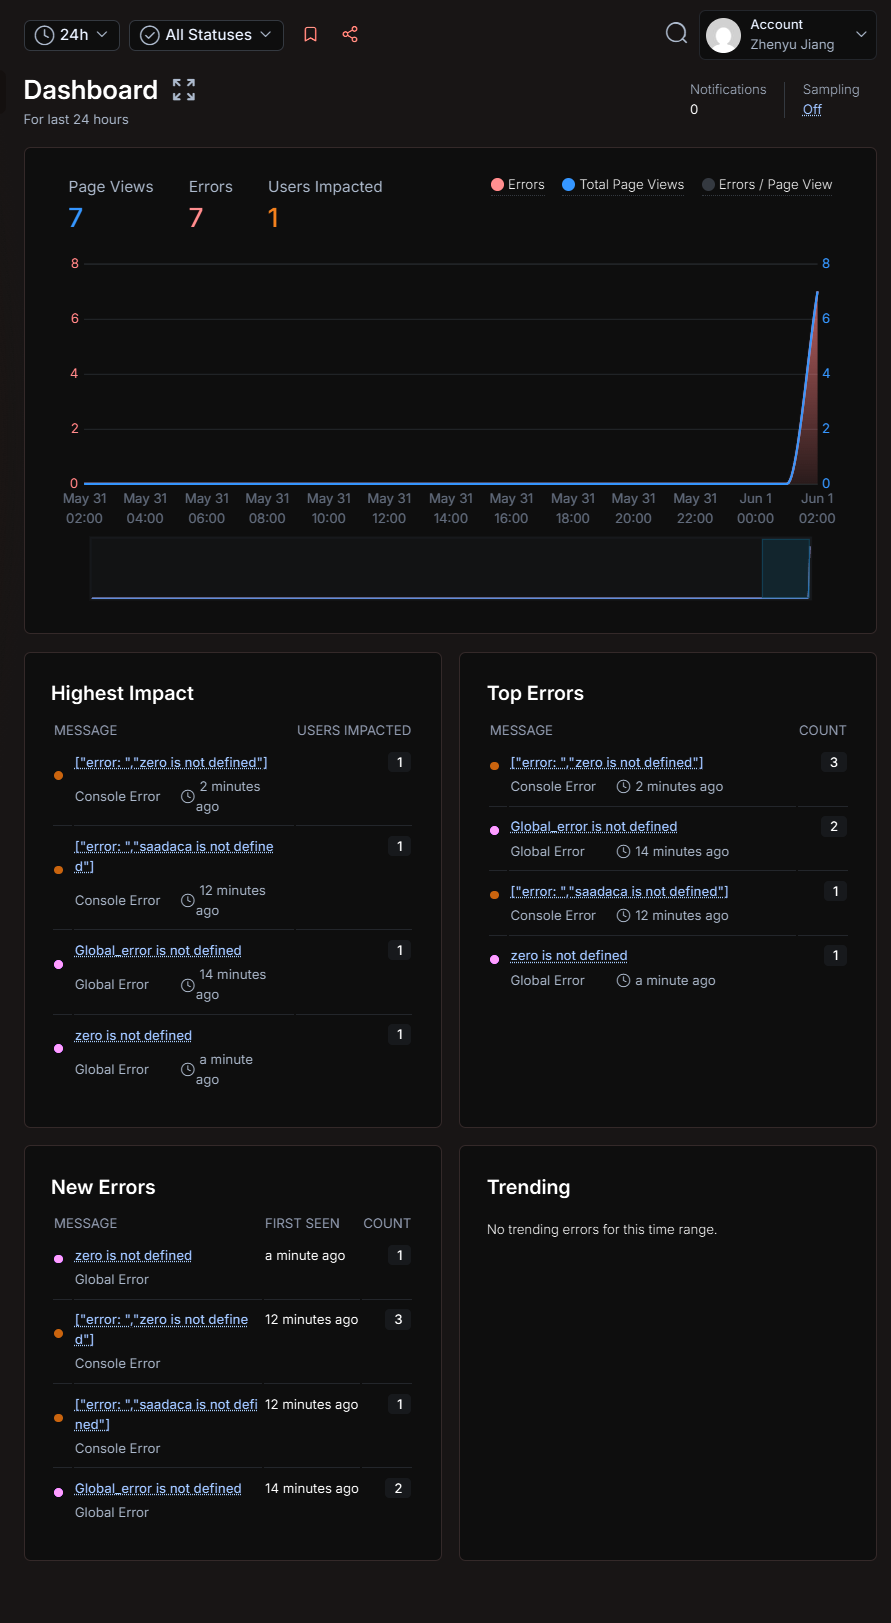 24h
All Statuses
Account
Zhenyu Jiang
Dashboard
For last 24 hours
Notifications
0
Sampling
Off
Page Views
7
Errors
7
Users Impacted
1
Errors
Total Page Views
Errors / Page View
8
6
4
2
0
8
6
4
2
0
May 31 02:00
May 31 04:00
May 31 06:00
May 31 08:00
May 31 10:00
May 31 12:00
May 31 14:00
May 31 16:00
May 31 18:00
May 31 20:00
May 31 22:00
Jun 1 00:00
Jun 1 02:00
Highest Impact
MESSAGE USERS IMPACTED
["error: ","zero is not defined"] 1
Console Error 2 minutes
ago
["error: ","saadaca is not define 1
d"]
Console Error 12 minutes
ago
Global_error is not defined 1
Global Error 14 minutes
ago
zero is not defined 1
Global Error a minute
ago
Top Errors
MESSAGE COUNT
["error: ","zero is not defined"] 3
Console Error 2 minutes ago
Global_error is not defined 2
Global Error 14 minutes ago
["error: ","saadaca is not defined"] 1
Console Error 12 minutes ago
zero is not defined 1
Global Error a minute ago
New Errors
MESSAGE FIRST SEEN COUNT
zero is not defined a minute ago 1
Global Error
["error: ","zero is not define 12 minutes ago 3
d"]
Console Error
["error: ","saadaca is not defi 12 minutes ago 1
ned"]
Console Error
Global_error is not defined 14 minutes ago 2
Global Error
Trending
No trending errors for this time range.